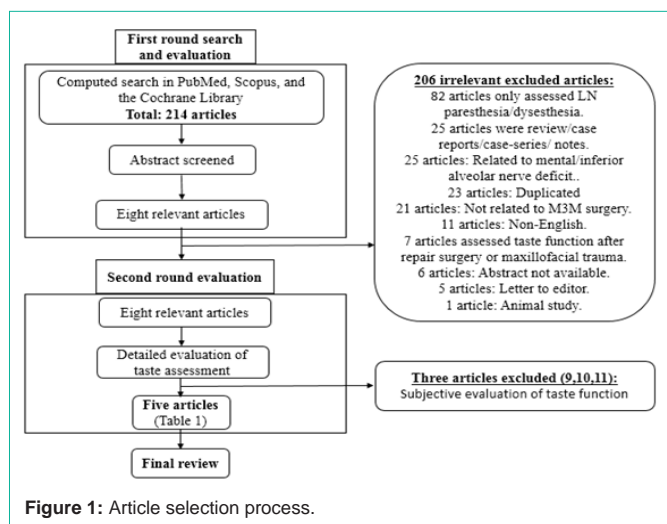 First round search
and evaluation
Computed search in PubMed, Scopus, and
the Cochrane Library
Total: 214 articles
Abstract screened
Eight relevant articles
206 irrelevant excluded articles:
82 articles only assessed LN
paresthesia/dysesthesia.
25 articles were review/case
reports/case-series/ notes.
25 articles: Related to mental/inferior
alveolar nerve deficit..
23 articles: Duplicated
21 articles: Not related to M3M surgery.
11 articles: Non-English.
7 articles assessed taste function after
repair surgery or maxillofacial trauma.
6 articles: Abstract not available.
5 articles: Letter to editor.
1 article: Animal study.
Second round evaluation
Eight relevant articles
Detailed evaluation of
taste assessment
Three articles excluded (9,10,11):
Subjective evaluation of taste function
Five articles
(Table 1)
Final review
Figure 1: Article selection process.